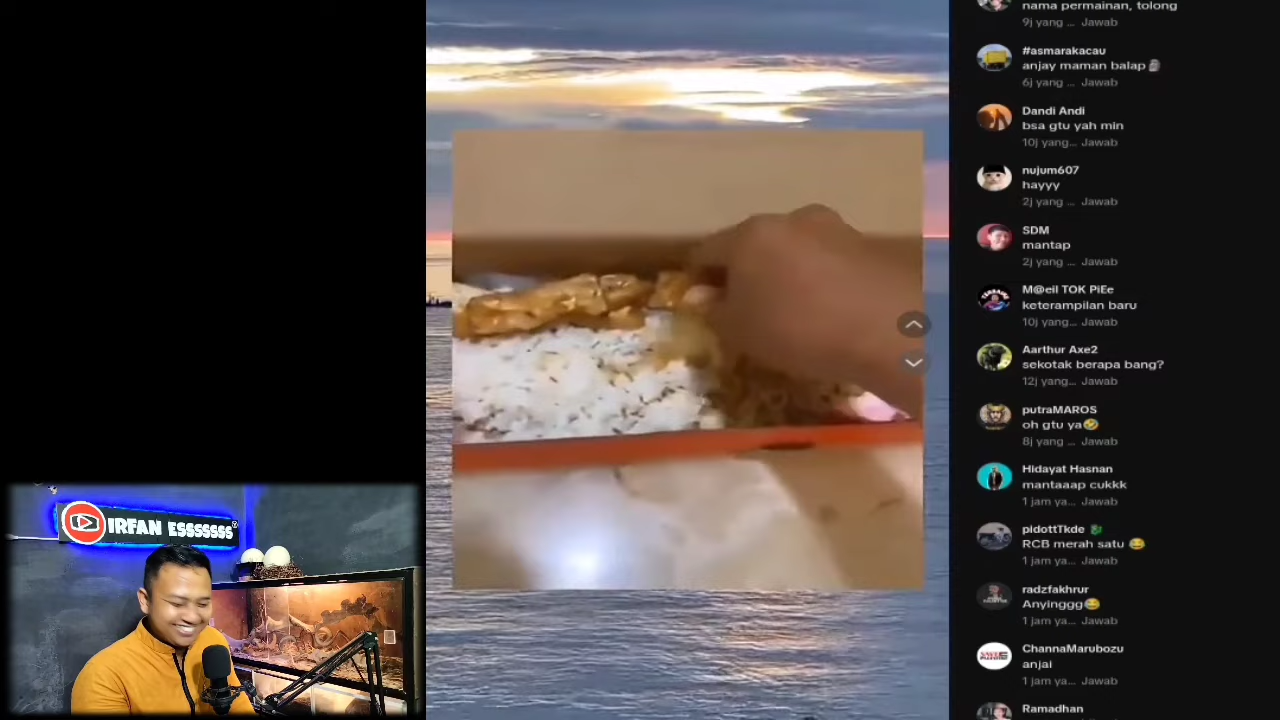 IRFAN ESSSSSSS
nama permainan, tolong
9j yang ... Jawab
#asmarakacau
anjay maman balap🗿
6j yang ... Jawab
Dandi Andi
bsa gtu yah min
10j yang... Jawab
nujum607
hayyy
2j yang ... Jawab
SDM
mantap
2j yang ... Jawab
M@eil TOK PiEe
keterampilan baru
10j yang... Jawab
Aarthur Axe2
sekotak berapa bang?
12j yang... Jawab
putraMAROS
oh gtu ya🤣
8j yang ... Jawab
Hidayat Hasnan
mantaaap cukkk
1 jam ya... Jawab
pidottTkde 🐉
RCB merah satu 😂
1 jam ya... Jawab
radzfakhrur
Anyinggg😂
1 jam ya... Jawab
ChannaMarubozu
anjai
1 jam ya... Jawab
Ramadhan